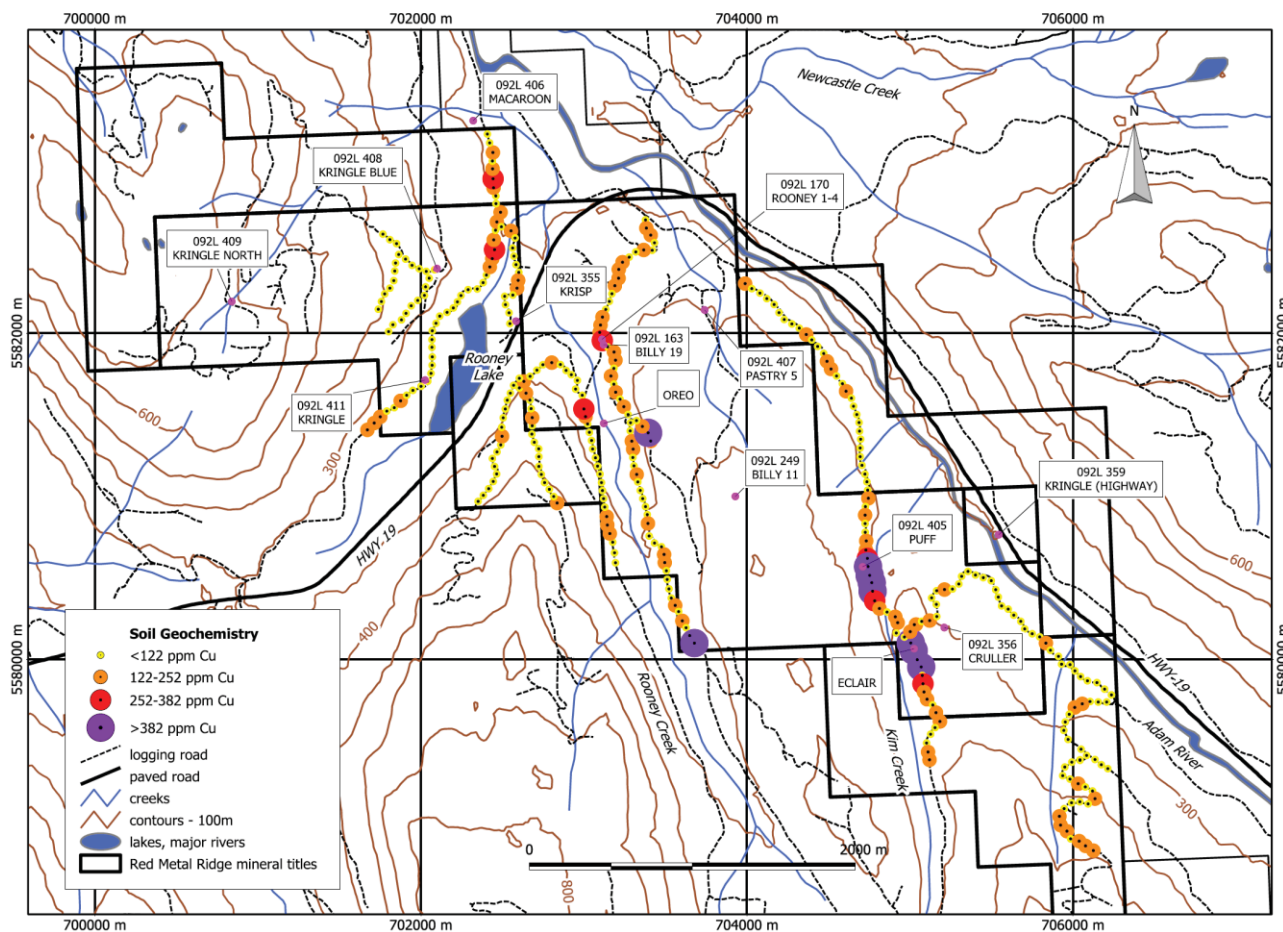 700000 m
702000 m
704000 m
706000 m
Newcastle Creek
092L 406
MACAROON
N
092L 408
KRINGLE BLUE
092L 170
ROONEY 1-4
092L 409
KRINGLE NORTH
092L 355
KRISP
5582000 m
5582000 m
092L 163
BILLY 19
Rooney
Lake
092L 407
PASTRY 5
600
092L 411
KRINGLE
OREO
300
092L 249
BILLY 11
092L 359
KRINGLE (HIGHWAY)
092L 405
PUFF
HWY-19
600
400
092L 356
CRULLER
5580000 m
5580000 m
ECLAIR
HWY-19
Rooney Creek
Kim Creek
Adam River
300
800
0
2000 m
Soil Geochemistry
<122 ppm Cu
122-252 ppm Cu
252-382 ppm Cu
>382 ppm Cu
logging road
paved road
creeks
contours - 100m
lakes, major rivers
Red Metal Ridge mineral titles
700000 m
702000 m
704000 m
706000 m